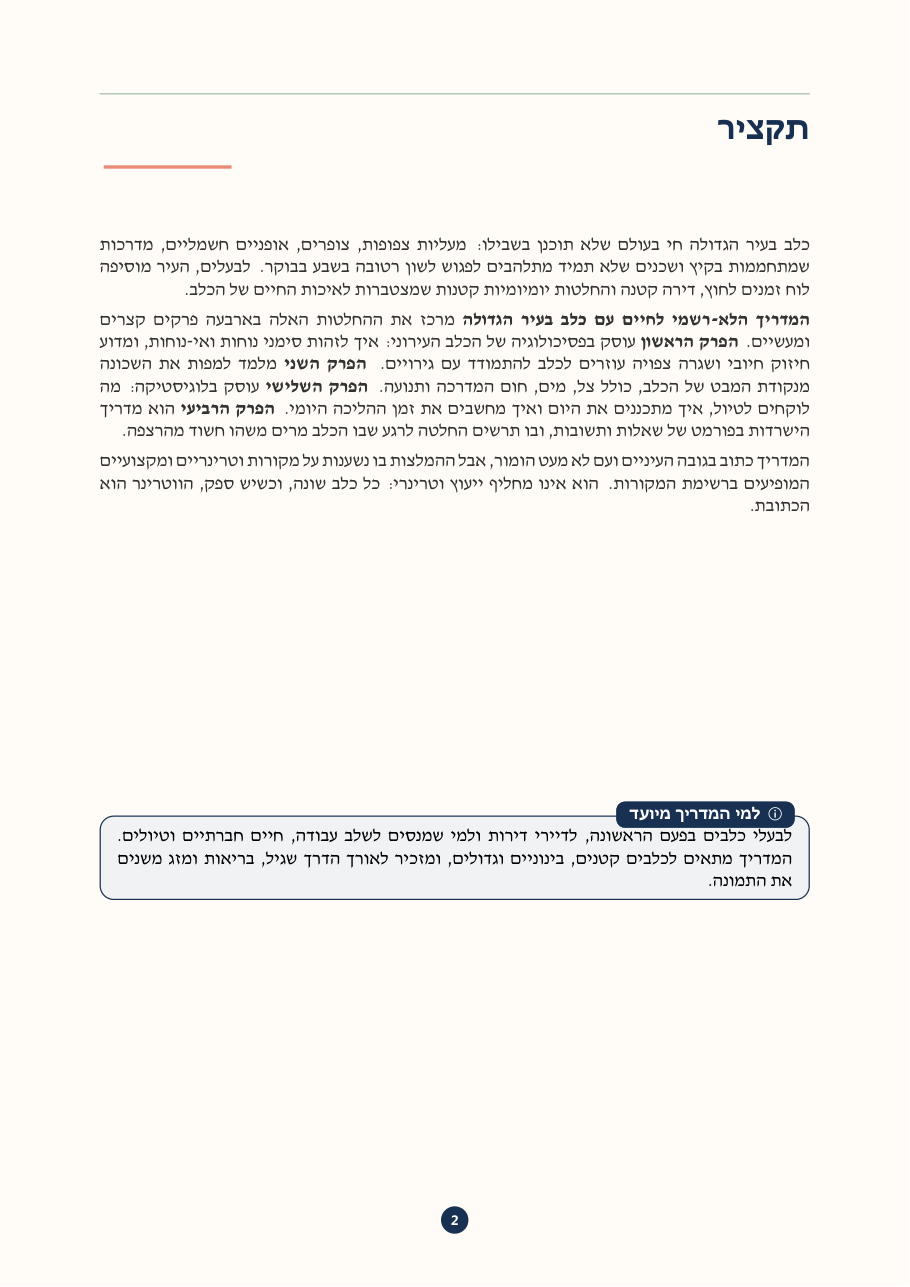 תקציר
כלב בעיר הגדולה חי בעולם שלא תוכנן בשבילו: מעליות צפופות, צופרים, אופניים חשמליים, מדרכות
שמתחממות בקיץ ושכנים שלא תמיד מתלהבים לפגוש לשון רטובה בשבע בבוקר. לבעלים, העיר מוסיפה
לוח זמנים לחוץ, דירה קטנה והחלטות יומיומיות קטנות שמצטברות לאיכות החיים של הכלב.
המדריך הלא-רשמי לחיים עם כלב בעיר הגדולה מרכז את ההחלטות האלה בארבעה פרקים קצרים
ומעשיים. הפרק הראשון עוסק בפסיכולוגיה של הכלב העירוני: איך לזהות סימני נוחות ואי-נוחות, ומדוע
חיזוק חיובי ושגרה צפויה עוזרים לכלב להתמודד עם גירויים. הפרק השני מלמד למפות את השכונה
מנקודת המבט של הכלב, כולל צל, מים, חום המדרכה ותנועה. הפרק השלישי עוסק בלוגיסטיקה: מה
לוקחים לטיול, איך מתכננים את היום ואיך מחשבים את זמן ההליכה היומי. הפרק הרביעי הוא מדריך
הישרדות בפורמט של שאלות ותשובות, ובו תרשים החלטה לרגע שבו הכלב מרים משהו חשוד מהרצפה.
המדריך כתוב בגובה העיניים ועם לא מעט הומור, אבל ההמלצות בו נשענות על מקורות וטרינריים ומקצועיים
המופיעים ברשימת המקורות. הוא אינו מחליף ייעוץ וטרינרי: כל כלב שונה, וכשיש ספק, הווטרינר הוא
הכתובת.
למי המדריך מיועד
לבעלי כלבים בפעם הראשונה, לדיירי דירות ולמי שמנסים לשלב עבודה, חיים חברתיים וטיולים.
המדריך מתאים לכלבים קטנים, בינוניים וגדולים, ומזכיר לאורך הדרך שגיל, בריאות ומזג משנים
את התמונה.
2